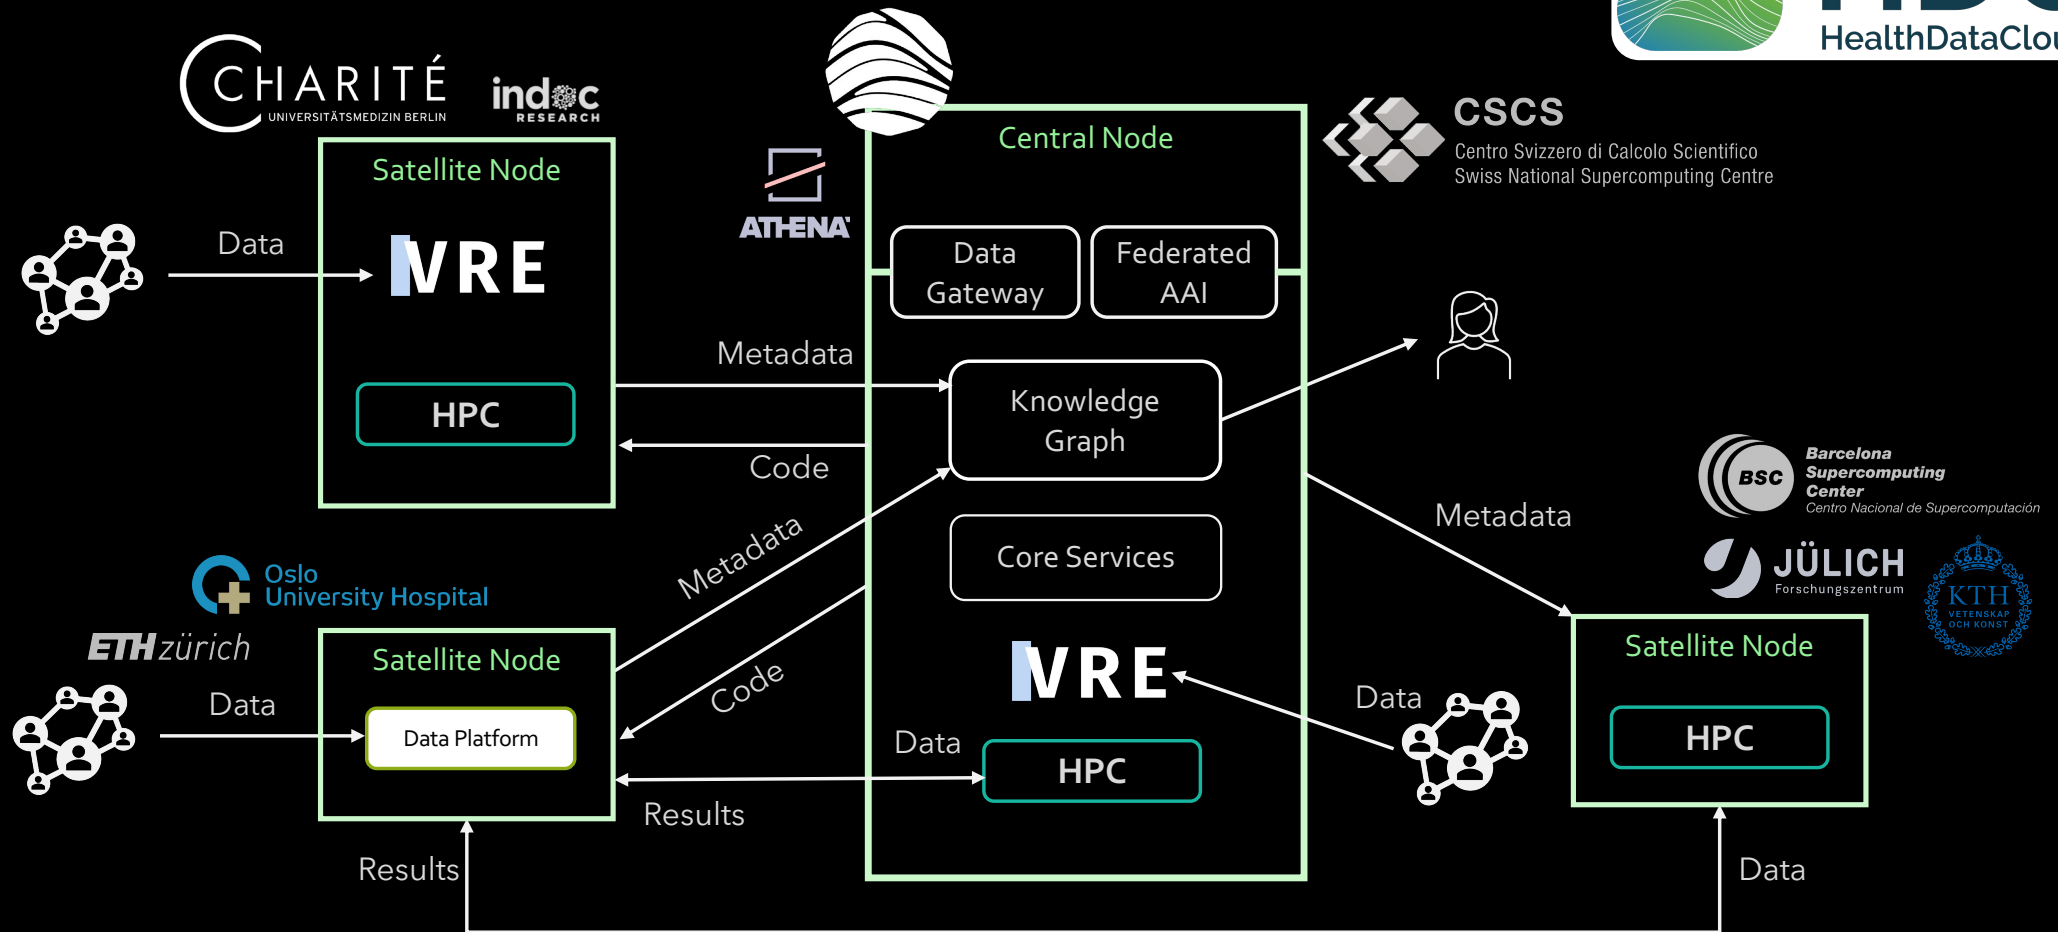 HealthDataClou
CHARITÉ
UNIVERSITÄTSMEDIZIN BERLIN
indoc
RESEARCH
CSCS
Centro Svizzero di Calcolo Scientifico
Swiss National Supercomputing Centre
Central Node
Satellite Node
ATHENA
Data
VRE
Data
Gateway
Federated
AAI
Metadata
HPC
Knowledge
Graph
Code
Barcelona
Supercomputing
Center
Centro Nacional de Supercomputación
BSC
Metadata
Metadata
Core Services
JÜLICH
Forschungszentrum
KTH
VETENSKAP
OCH KONST
Oslo
University Hospital
ETH zürich
Satellite Node
Code
Satellite Node
VRE
Data
Data
Data Platform
Data
HPC
HPC
Results
Results
Data